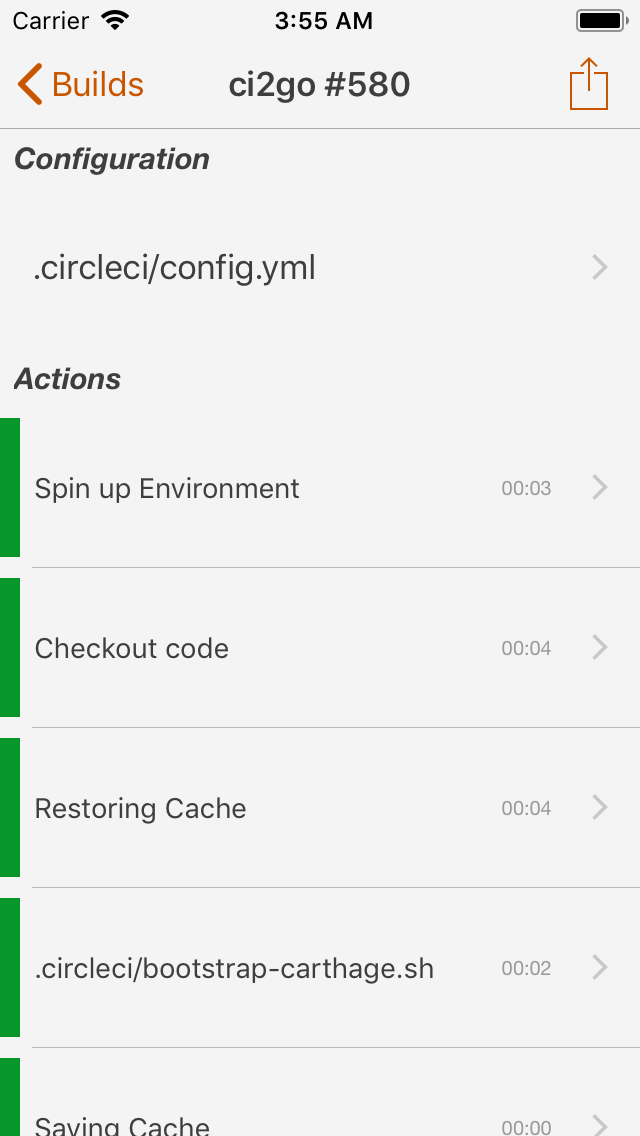 Carrier 3:55 AM
Builds ci2go #580
Configuration
.circleci/config.yml
Actions
Spin up Environment 00:03
Checkout code 00:04
Restoring Cache 00:04
.circleci/bootstrap-carthage.sh 00:02
Saving Cache 00:00